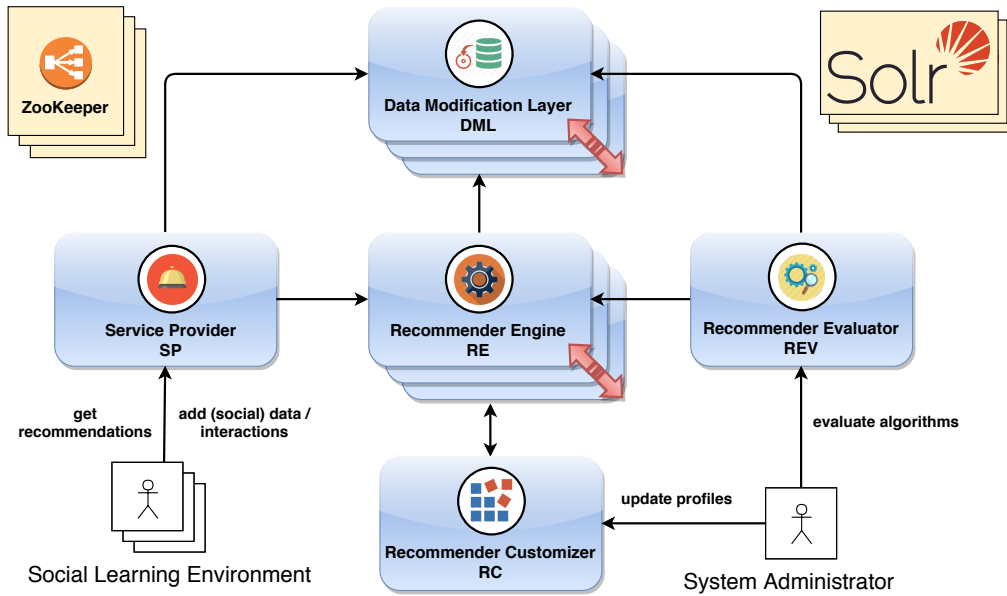 ZooKeeper
Data Modification Layer
DML
Solr
Service Provider
SP
Recommender Engine
RE
Recommender Evaluator
REV
get
recommendations
add (social) data /
interactions
evaluate algorithms
update profiles
Recommender Customizer
RC
Social Learning Environment
System Administrator